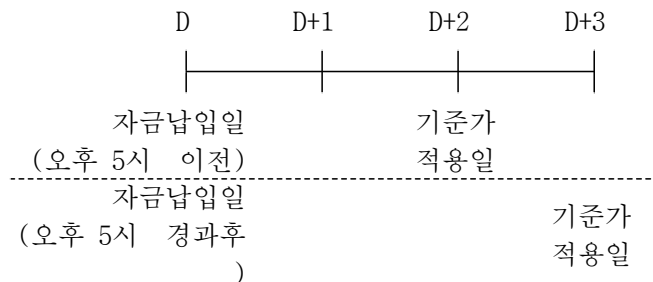 D D+1 D+2 D+3
자금납입일 기준가
(오후 5시 이전) 적용일
자금납입일
(오후 5시 경과후
)
기준가
적용일